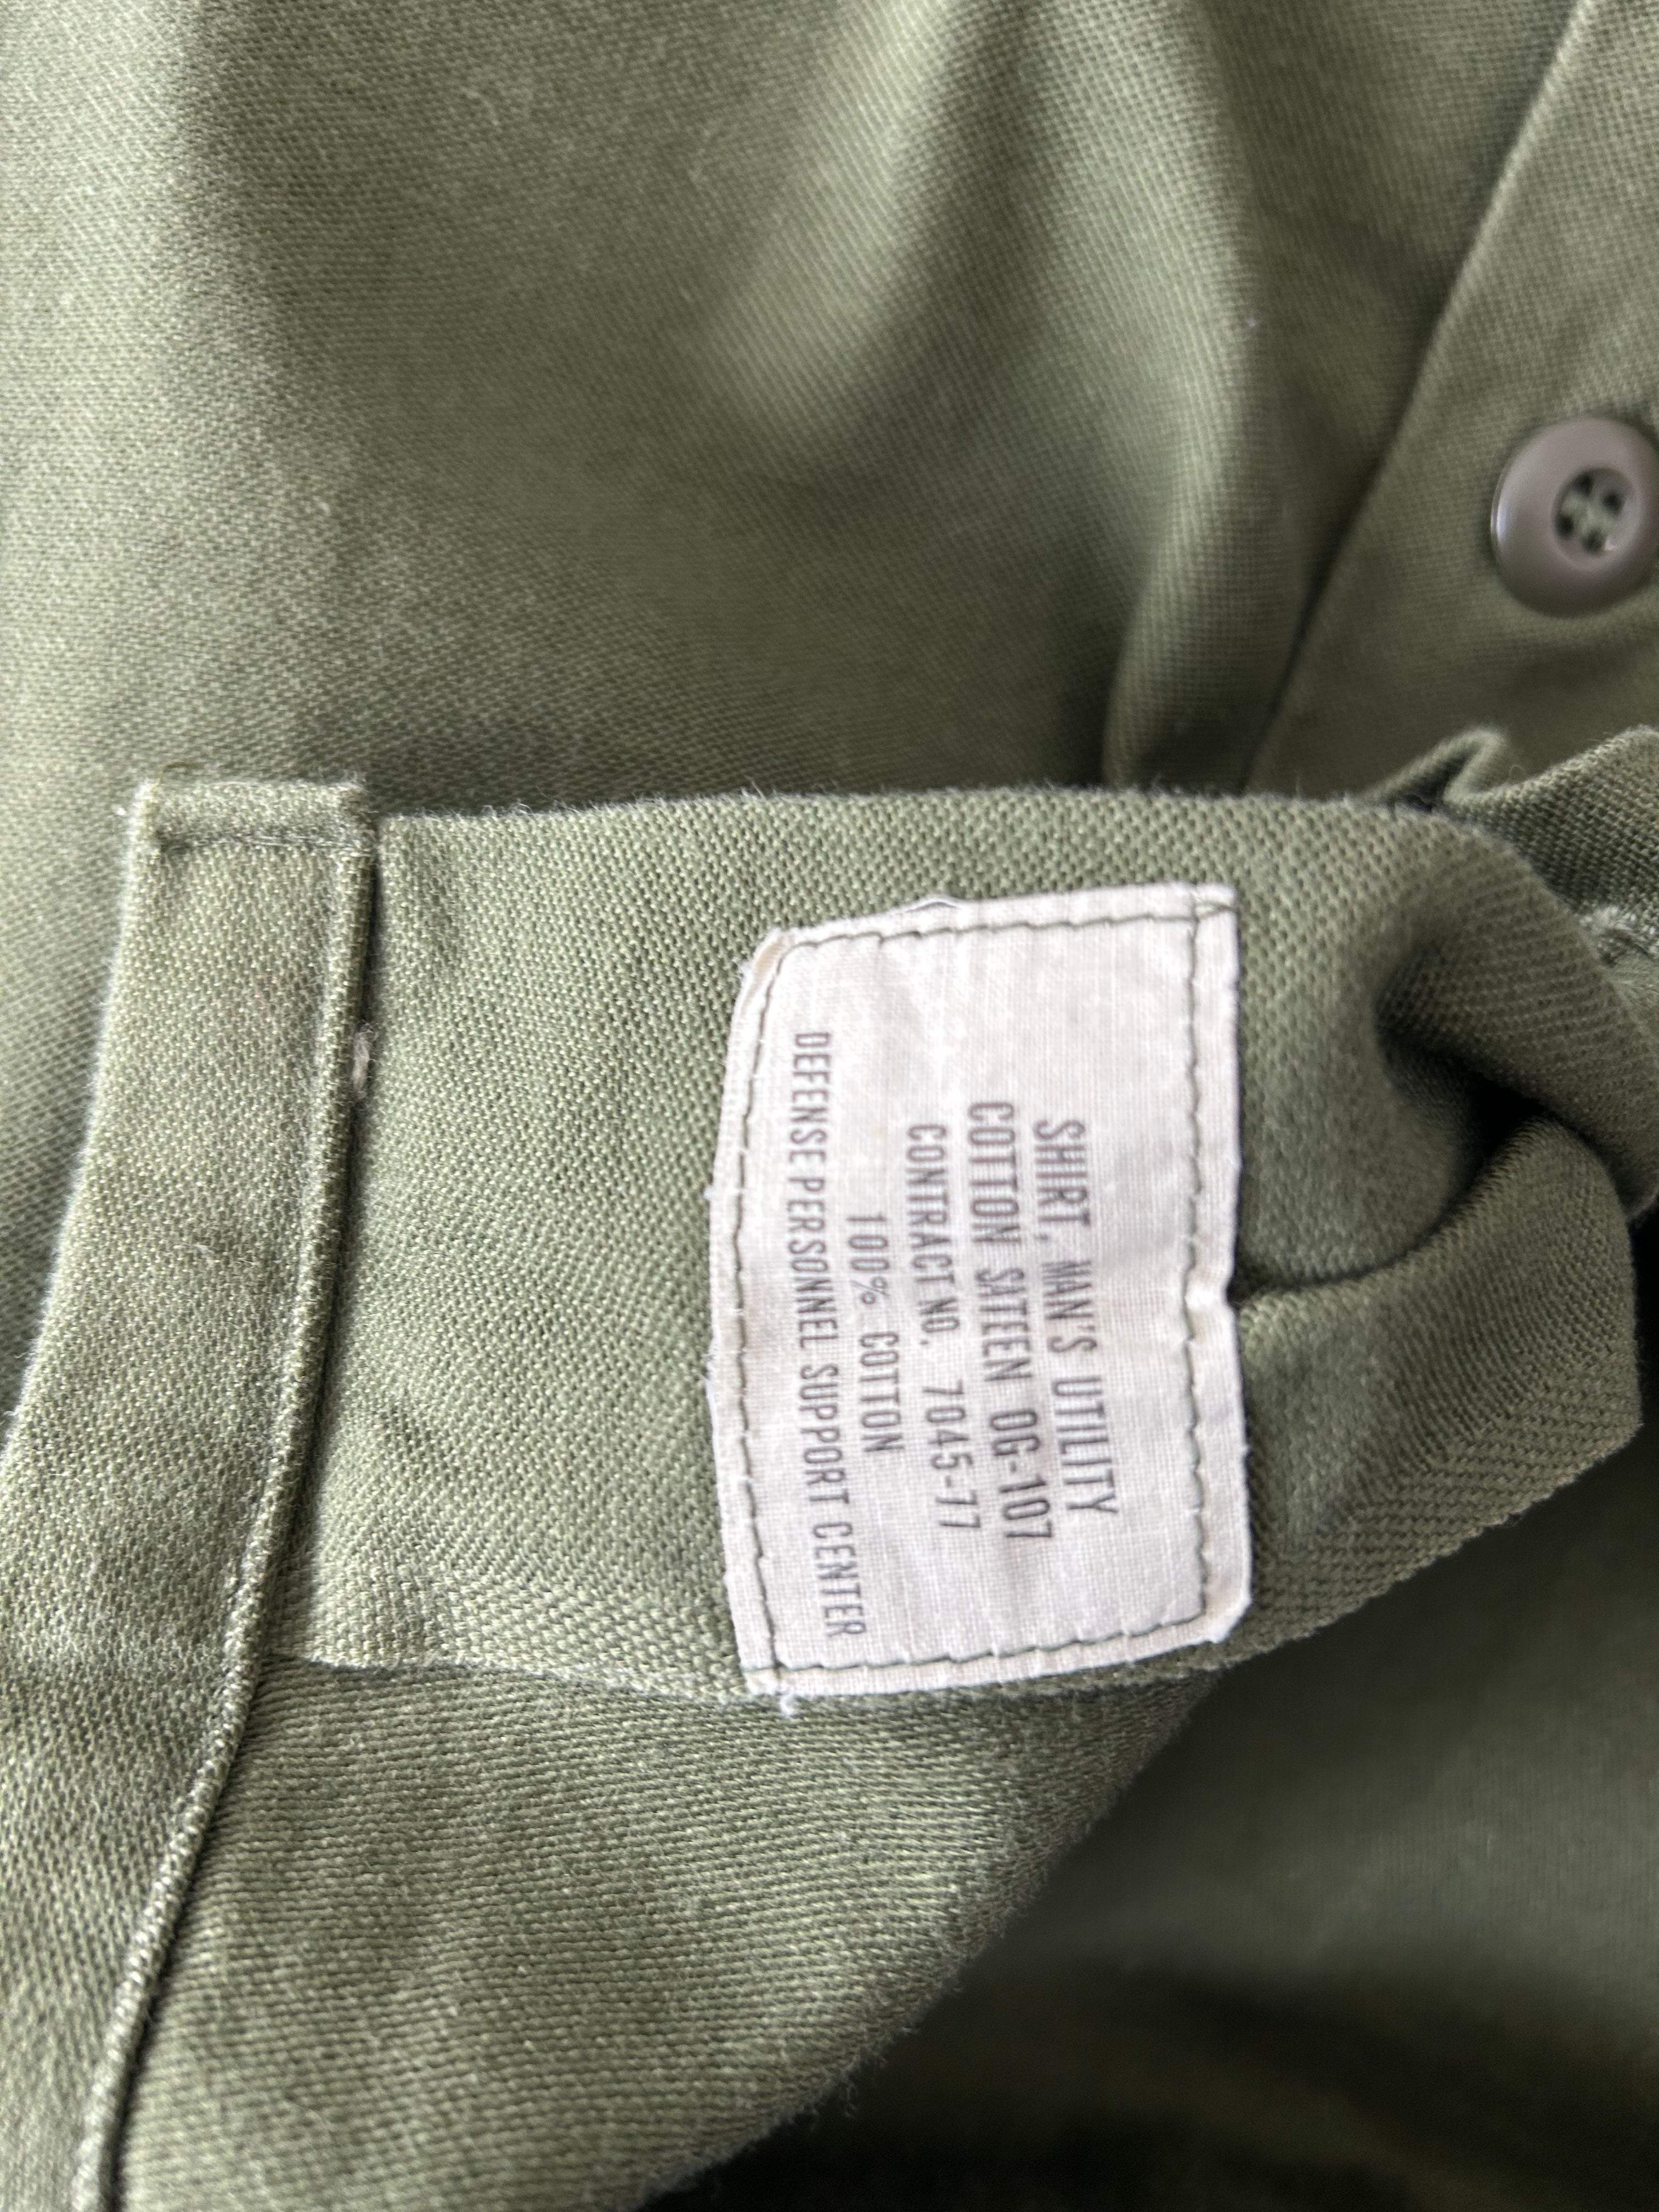 SHIRT, MAN'S UTILITY
COTTON SATEEN OG-107
CONTRACT NO. 7045-77
100% COTTON
DEFENSE PERSONNEL SUPPORT CENTER